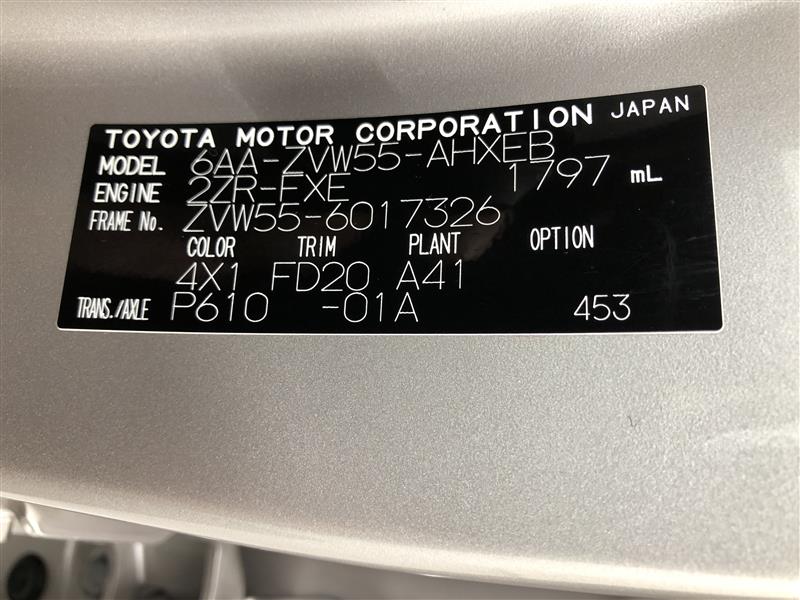 TOYOTA MOTOR CORPORATION JAPAN
MODEL 6AA-ZVW55-AHXEB
ENGINE 2ZR-FXE 1797 mL
FRAME No. ZVW55-6017326
COLOR TRIM PLANT OPTION
4X1 FD20 A41
TRANS./AXLE P610 -01A 453